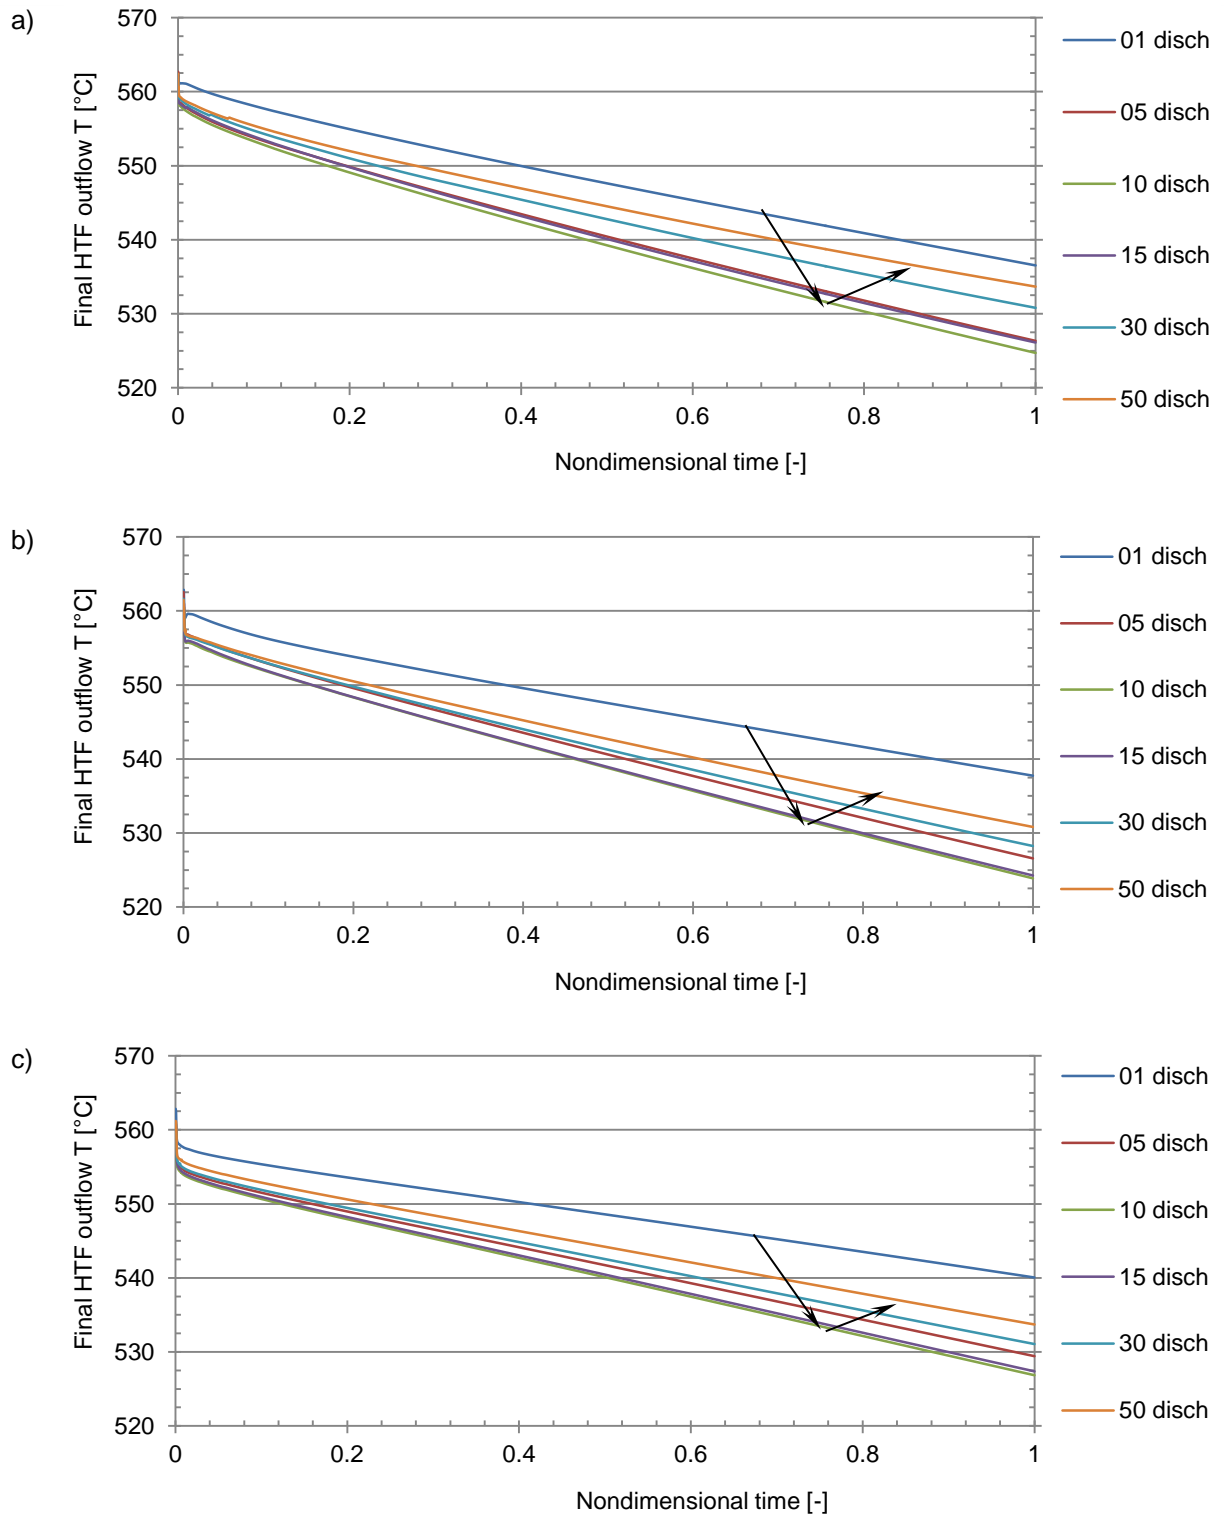 a)
Final HTF outflow T [°C]
570
560
550
540
530
520
0 0.2 0.4 0.6 0.8 1
Nondimensional time [-]
01 disch
05 disch
10 disch
15 disch
30 disch
50 disch
b)
Final HTF outflow T [°C]
570
560
550
540
530
520
0 0.2 0.4 0.6 0.8 1
Nondimensional time [-]
01 disch
05 disch
10 disch
15 disch
30 disch
50 disch
c)
Final HTF outflow T [°C]
570
560
550
540
530
520
0 0.2 0.4 0.6 0.8 1
Nondimensional time [-]
01 disch
05 disch
10 disch
15 disch
30 disch
50 disch